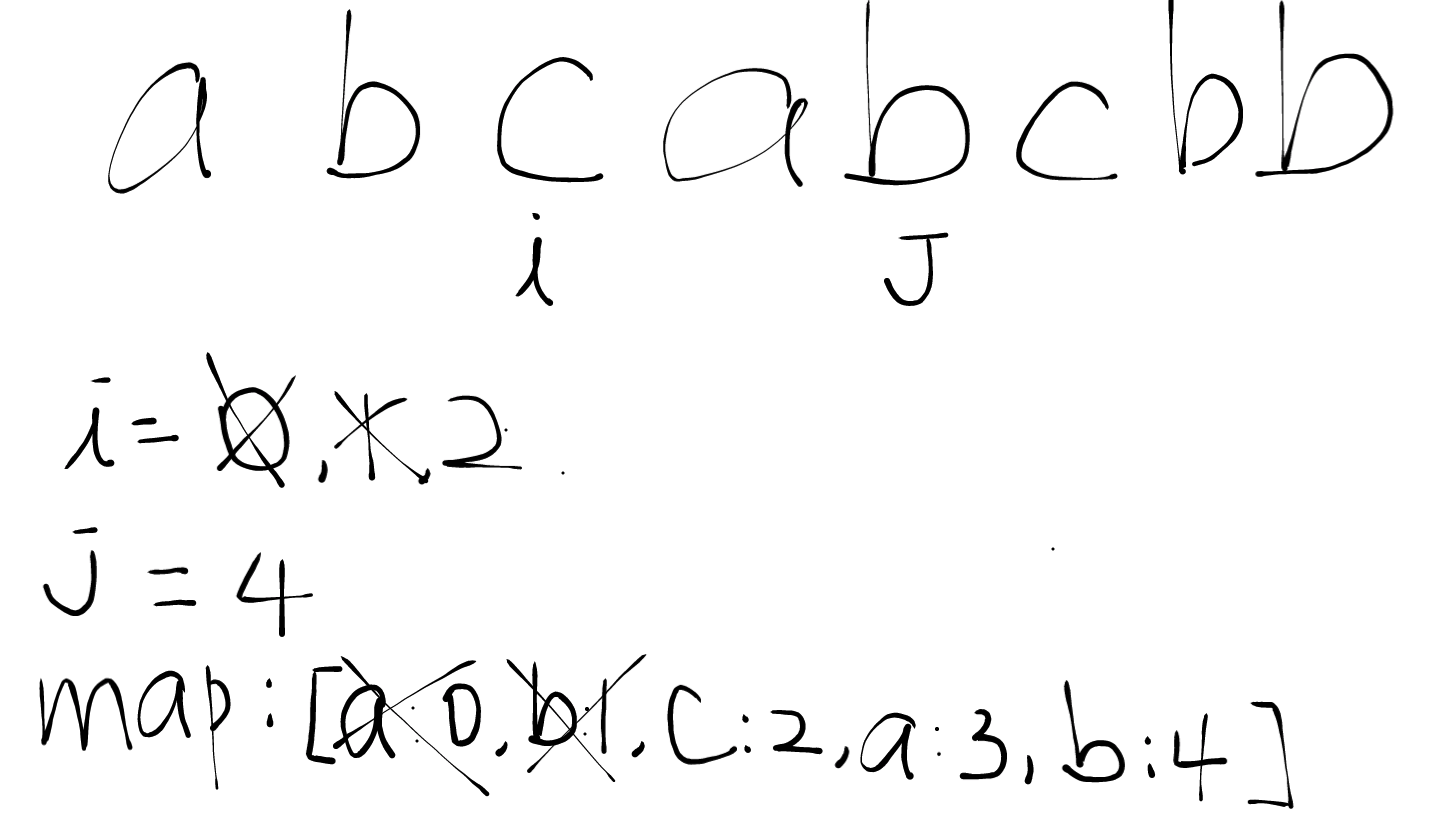 a b c a b c b b
i J
i = 0, 1, 2
J = 4
map : [a:0, b:1, c:2, a:3, b:4]